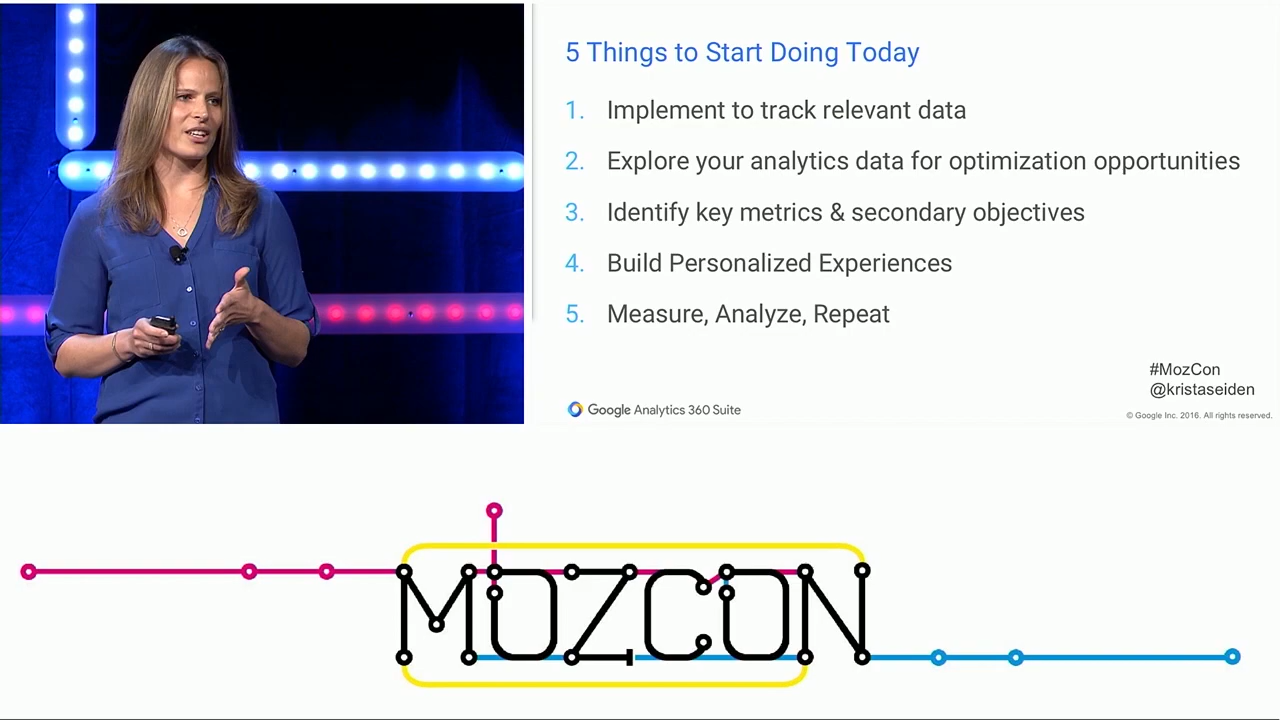 5 Things to Start Doing Today
1. Implement to track relevant data
2. Explore your analytics data for optimization opportunities
3. Identify key metrics & secondary objectives
4. Build Personalized Experiences
5. Measure, Analyze, Repeat
#MozCon
@kristaseiden
Google Analytics 360 Suite
© Google Inc. 2016. All rights reserved.
MOZCON